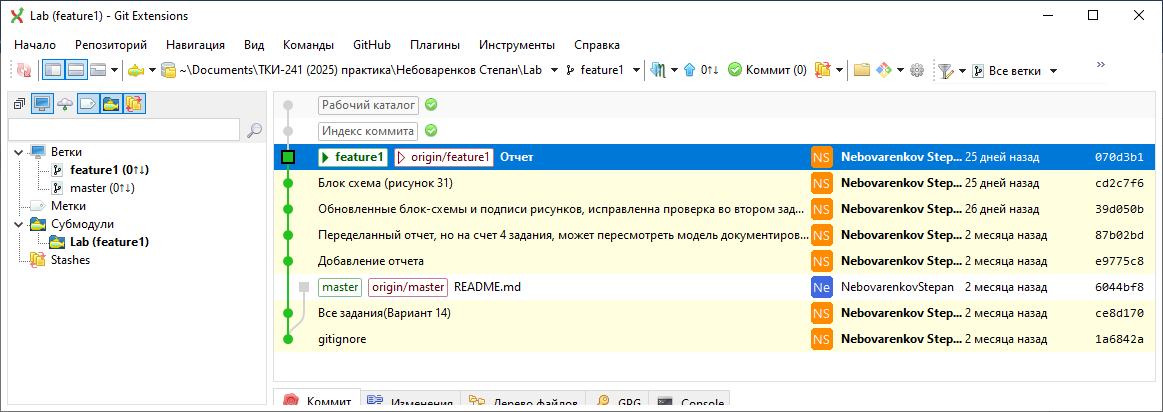 Lab (feature1) - Git Extensions
Начало Репозиторий Навигация Вид Команды GitHub Плагины Инструменты Справка
~\Documents\ТКИ-241 (2025) практика\Небоваренков Степан\Lab feature1 0↑↓ Коммит (0) Все ветки »
Рабочий каталог
Индекс коммита
feature1 origin/feature1 Отчет NS Nebovarenkov Step... 25 дней назад 070d3b1
Блок схема (рисунок 31) NS Nebovarenkov Step... 25 дней назад cd2c7f6
Обновленные блок-схемы и подписи рисунков, исправленна проверка во втором зад... NS Nebovarenkov Step... 26 дней назад 39d050b
Переделанный отчет, но на счет 4 задания, может пересмотреть модель документиров... NS Nebovarenkov Step... 2 месяца назад 87b02bd
Добавление отчета NS Nebovarenkov Step... 2 месяца назад e9775c8
master origin/master README.md Ne NebovarenkovStepan 2 месяца назад 6044bf8
Все задания(Вариант 14) NS Nebovarenkov Step... 2 месяца назад ce8d170
gitignore NS Nebovarenkov Step... 2 месяца назад 1a6842a
Ветки
feature1 (0↑↓)
master (0↑↓)
Метки
Субмодули
Lab (feature1)
Stashes
Коммит Изменения Дерево файлов GPG Console